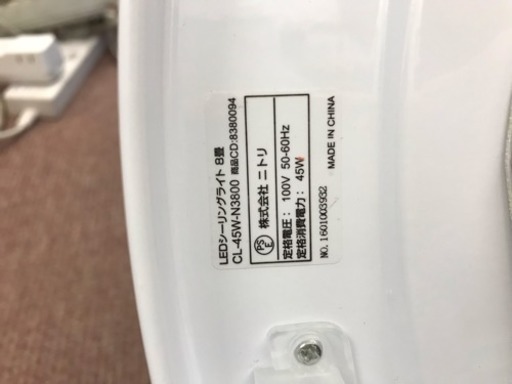 LEDシーリングライト 8畳
CL-45W-N3800 商品CD:8380094
PSE 株式会社 ニトリ
定格電圧： 100V 50-60Hz
定格消費電力： 45W
NO.1601003932 MADE IN CHINA